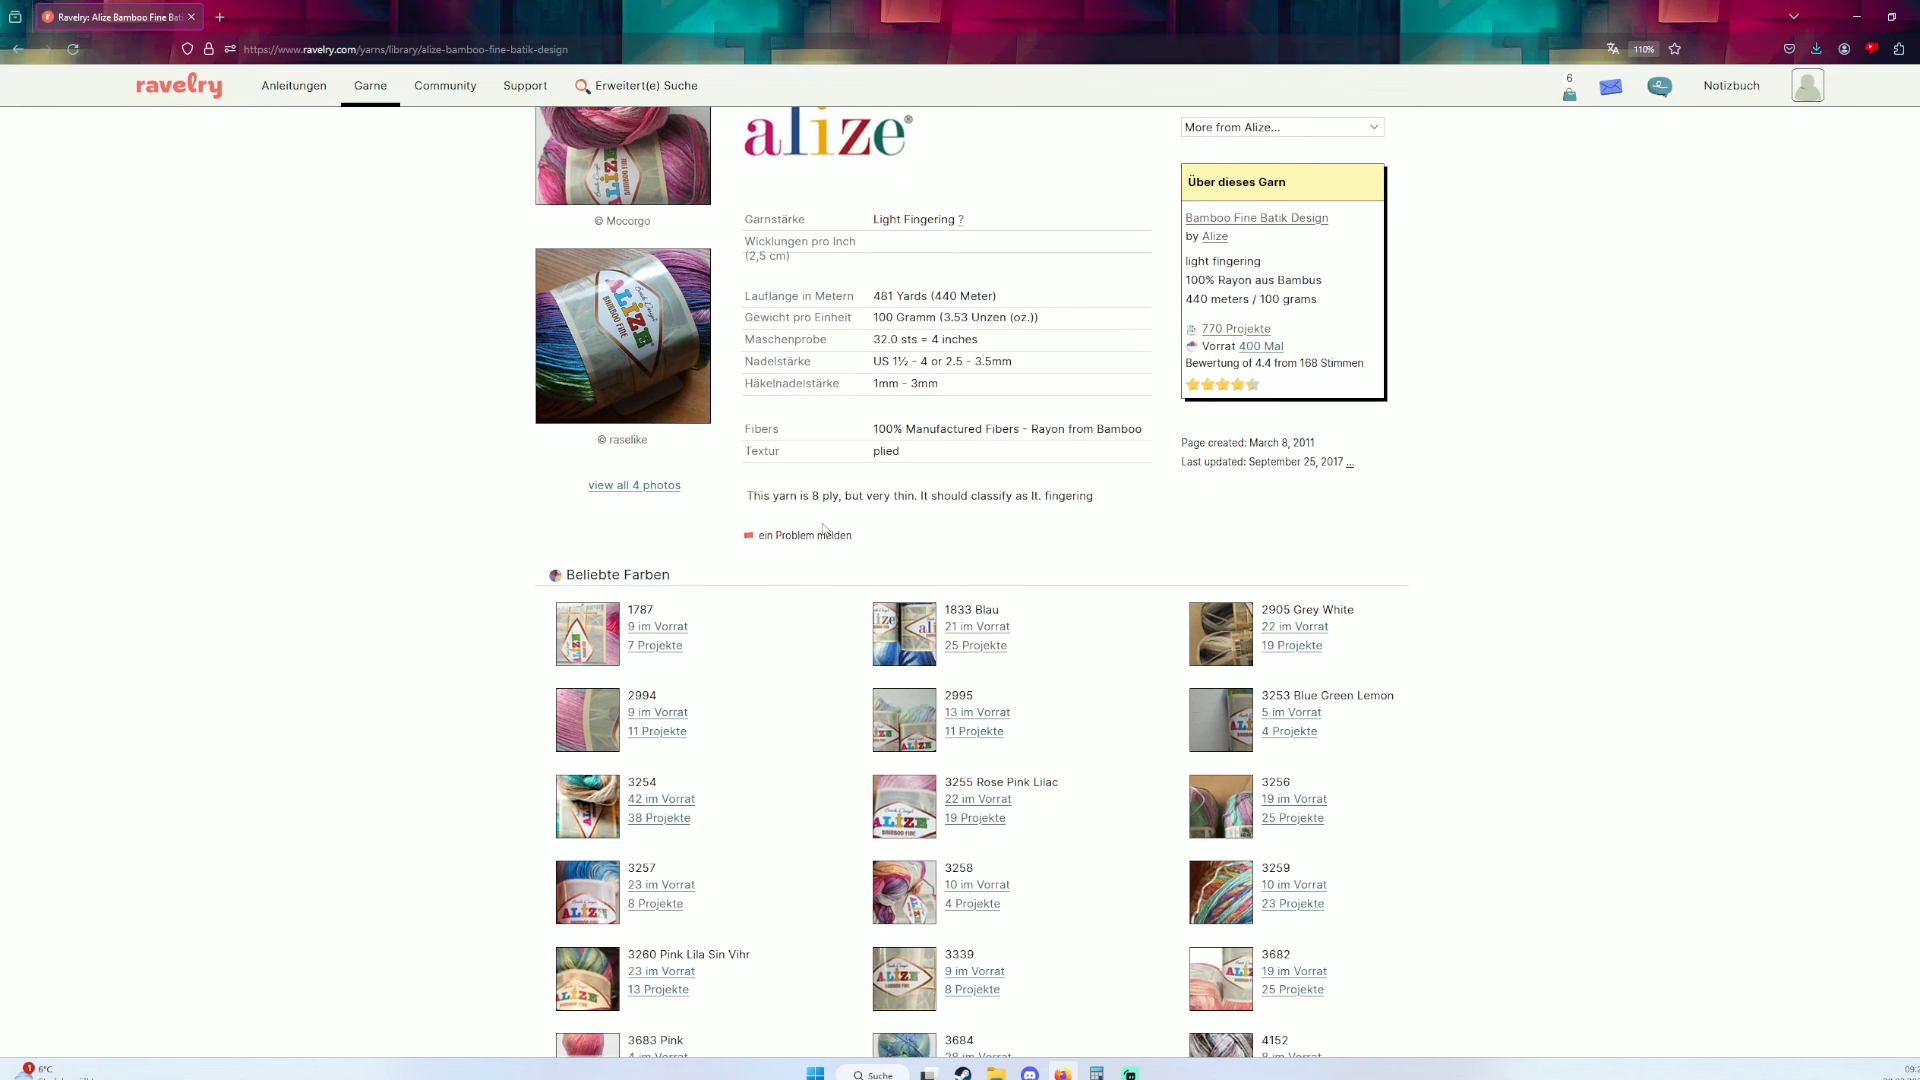 Ravelry: Alize Bamboo Fine Bat
https://www.ravelry.com/yarns/library/alize-bamboo-fine-batik-design
110%
ravelry
Anleitungen
Garne
Community
Support
Erweitert(e) Suche
6
Notizbuch
alize®
More from Alize...
© Mocorgo
© raselike
view all 4 photos
Garnstärke Light Fingering ?
Wicklungen pro Inch
(2,5 cm)
Lauflänge in Metern 481 Yards (440 Meter)
Gewicht pro Einheit 100 Gramm (3.53 Unzen (oz.))
Maschenprobe 32.0 sts = 4 inches
Nadelstärke US 1½ - 4 or 2.5 - 3.5mm
Häkelnadelstärke 1mm - 3mm
Fibers 100% Manufactured Fibers - Rayon from Bamboo
Textur plied
This yarn is 8 ply, but very thin. It should classify as lt. fingering
ein Problem melden
Über dieses Garn
Bamboo Fine Batik Design
by Alize
light fingering
100% Rayon aus Bambus
440 meters / 100 grams
770 Projekte
Vorrat 400 Mal
Bewertung of 4.4 from 168 Stimmen
Page created: March 8, 2011
Last updated: September 25, 2017 ...
Beliebte Farben
1787
9 im Vorrat
7 Projekte
1833 Blau
21 im Vorrat
25 Projekte
2905 Grey White
22 im Vorrat
19 Projekte
2994
9 im Vorrat
11 Projekte
2995
13 im Vorrat
11 Projekte
3253 Blue Green Lemon
5 im Vorrat
4 Projekte
3254
42 im Vorrat
38 Projekte
3255 Rose Pink Lilac
22 im Vorrat
19 Projekte
3256
19 im Vorrat
25 Projekte
3257
23 im Vorrat
8 Projekte
3258
10 im Vorrat
4 Projekte
3259
10 im Vorrat
23 Projekte
3260 Pink Lila Sin Vihr
23 im Vorrat
13 Projekte
3339
9 im Vorrat
8 Projekte
3682
19 im Vorrat
25 Projekte
3683 Pink
4 im Vorrat
3684
28 im Vorrat
4152
8 im Vorrat
1
6°C
Suche